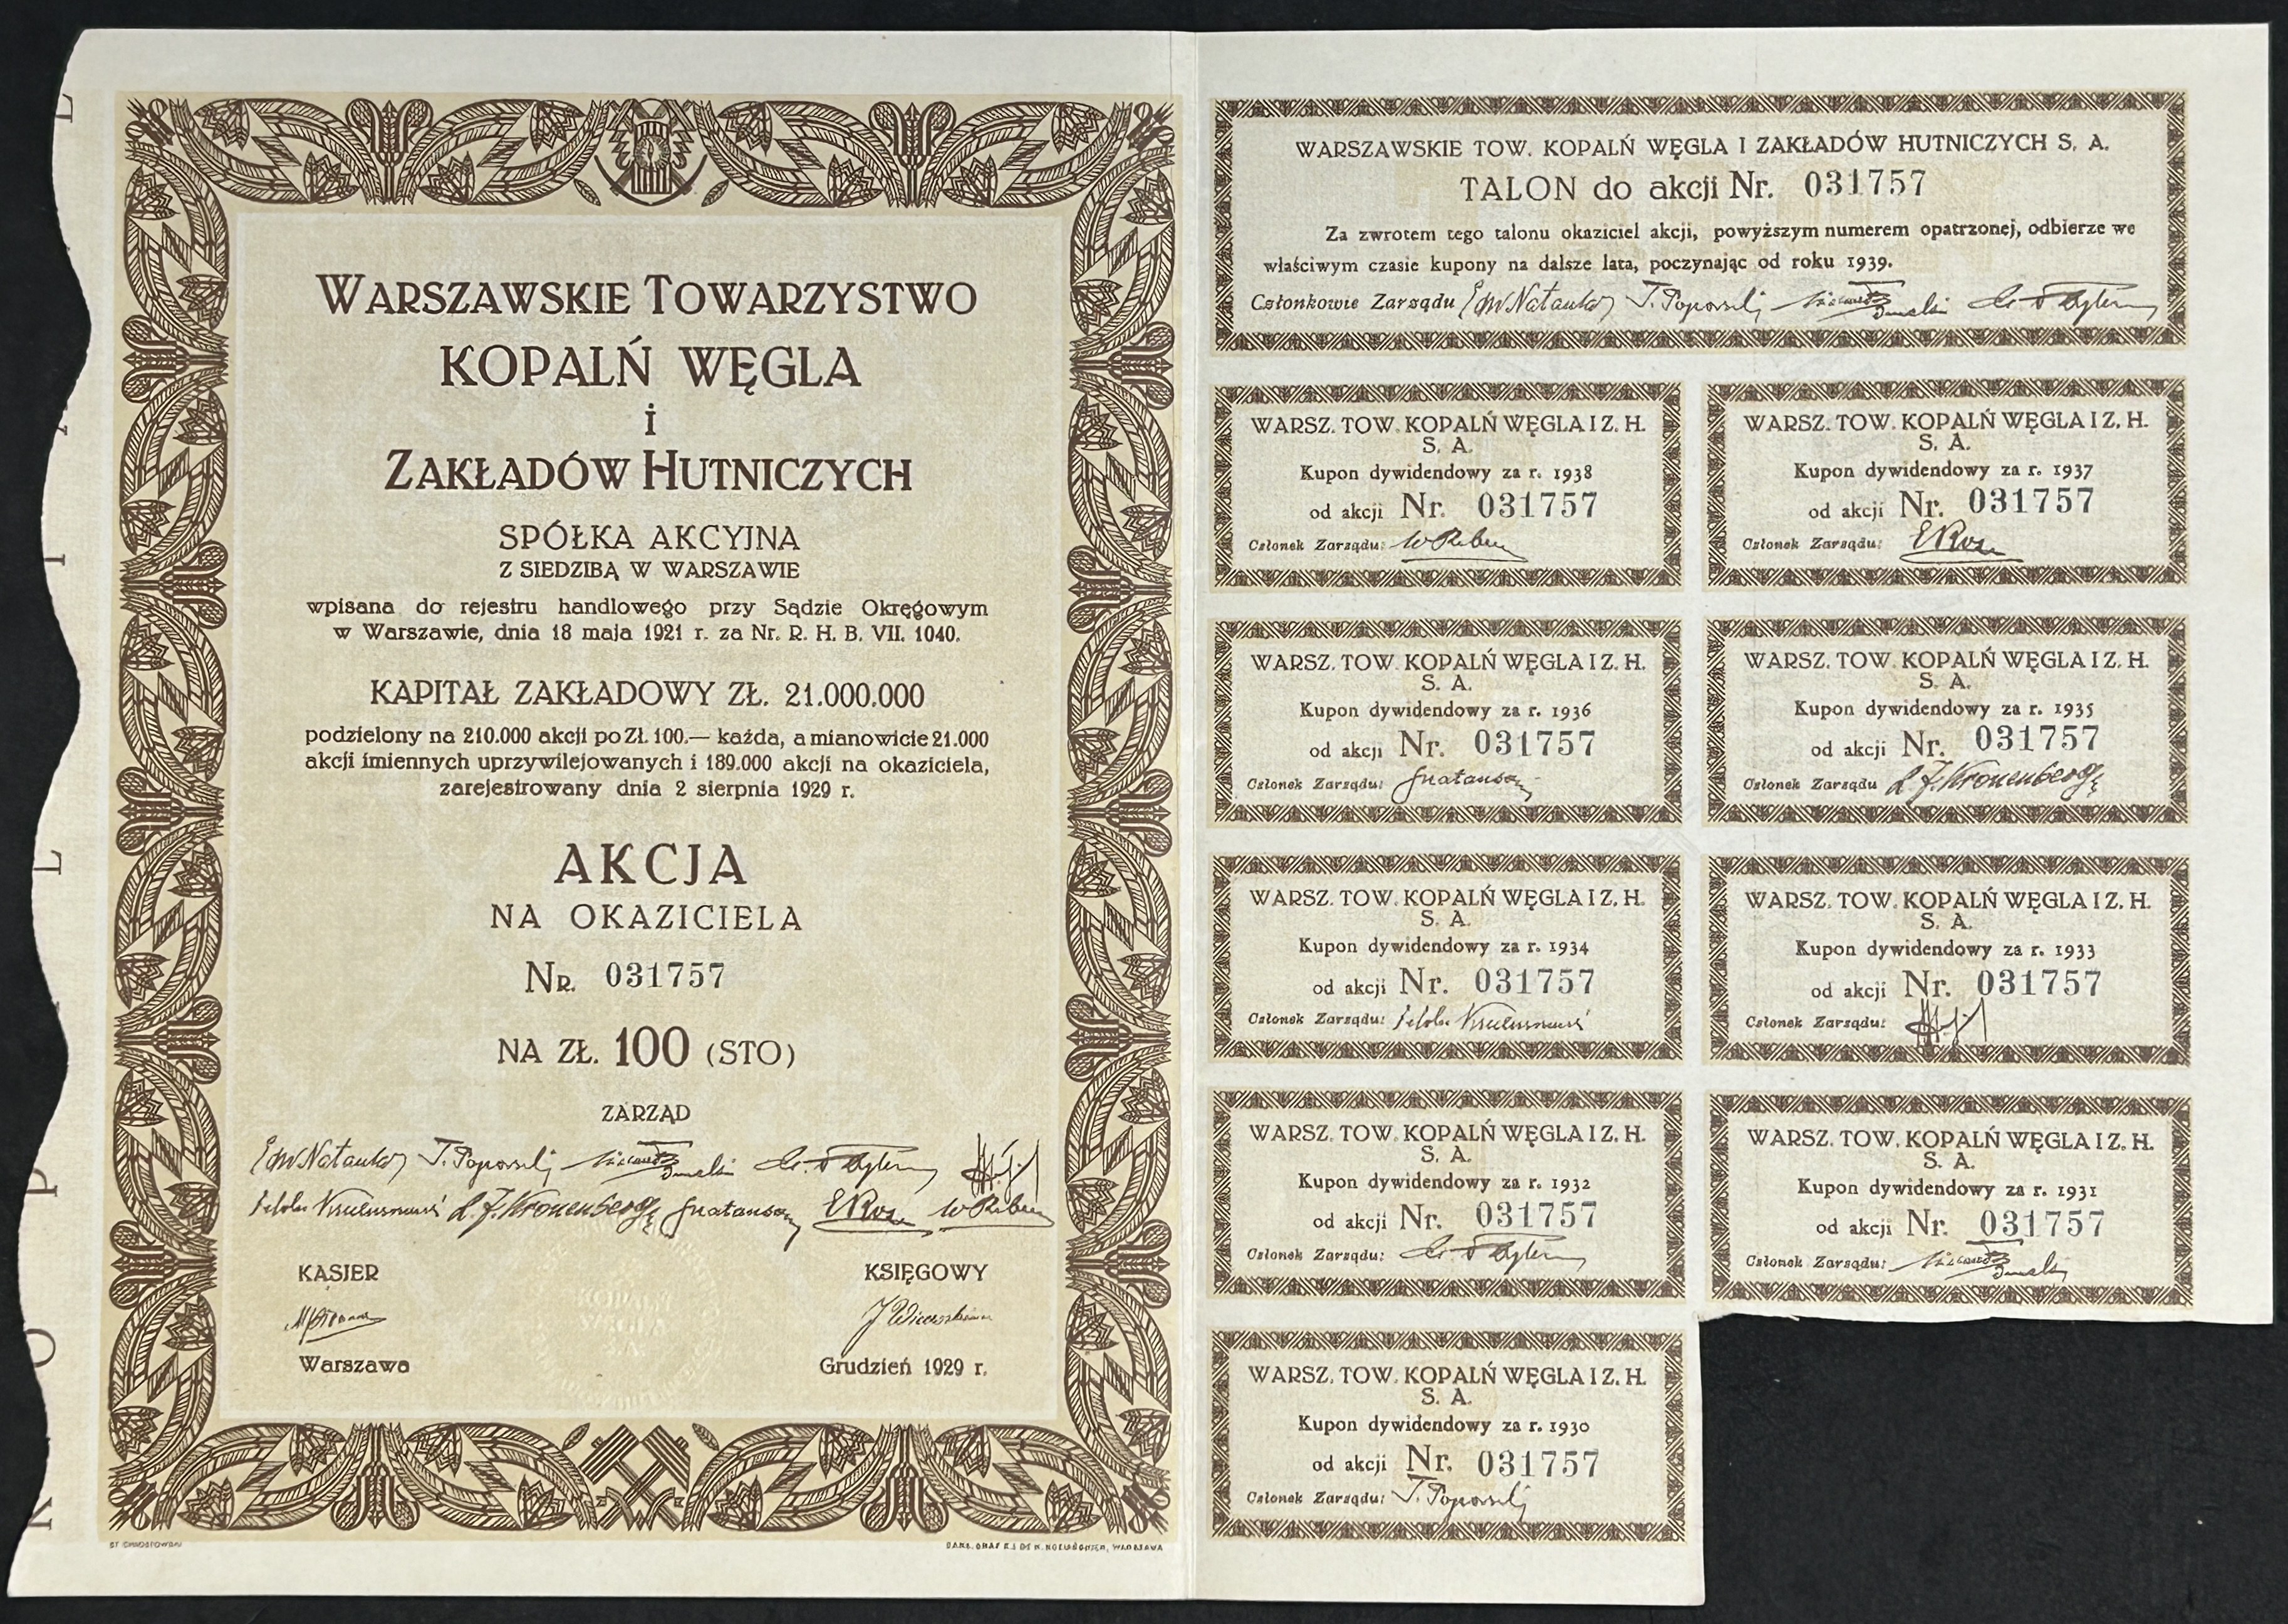 WARSZAWSKIE TOWARZYSTWO
KOPALŃ WĘGLA
i
ZAKŁADÓW HUTNICZYCH
SPÓŁKA AKCYJNA
Z SIEDZIBĄ W WARSZAWIE
wpisana do rejestru handlowego przy Sądzie Okręgowym
w Warszawie, dnia 18 maja 1921 r. za Nr. R. H. B. VII. 1040.
KAPITAŁ ZAKŁADOWY ZŁ. 21.000.000
podzielony na 210.000 akcji po Zł. 100.— każda, a mianowicie 21.000
akcji imiennych uprzywilejowanych i 189.000 akcji na okaziciela,
zarejestrowany dnia 2 sierpnia 1929 r.
AKCJA
NA OKAZICIELA
NR. 031757
NA ZŁ. 100 (STO)
ZARZĄD
KASJER KSIĘGOWY
Warszawa Grudzień 1929 r.
WARSZAWSKIE TOW. KOPALŃ WĘGLA I ZAKŁADÓW HUTNICZYCH S. A.
TALON do akcji Nr. 031757
Za zwrotem tego talonu okaziciel akcji, powyższym numerem opatrzonej, odbierze we
właściwym czasie kupony na dalsze lata, poczynając od roku 1939.
Członkowie Zarządu
WARSZ. TOW. KOPALŃ WĘGLA I Z. H.
S. A.
Kupon dywidendowy za r. 1938
od akcji Nr. 031757
Członek Zarządu:
WARSZ. TOW. KOPALŃ WĘGLA I Z. H.
S. A.
Kupon dywidendowy za r. 1937
od akcji Nr. 031757
Członek Zarządu:
WARSZ. TOW. KOPALŃ WĘGLA I Z. H.
S. A.
Kupon dywidendowy za r. 1936
od akcji Nr. 031757
Członek Zarządu:
WARSZ. TOW. KOPALŃ WĘGLA I Z. H.
S. A.
Kupon dywidendowy za r. 1935
od akcji Nr. 031757
Członek Zarządu L. J. Kronenberg
WARSZ. TOW. KOPALŃ WĘGLA I Z. H.
S. A.
Kupon dywidendowy za r. 1934
od akcji Nr. 031757
Członek Zarządu:
WARSZ. TOW. KOPALŃ WĘGLA I Z. H.
S. A.
Kupon dywidendowy za r. 1933
od akcji Nr. 031757
Członek Zarządu:
WARSZ. TOW. KOPALŃ WĘGLA I Z. H.
S. A.
Kupon dywidendowy za r. 1932
od akcji Nr. 031757
Członek Zarządu:
WARSZ. TOW. KOPALŃ WĘGLA I Z. H.
S. A.
Kupon dywidendowy za r. 1931
od akcji Nr. 031757
Członek Zarządu:
WARSZ. TOW. KOPALŃ WĘGLA I Z. H.
S. A.
Kupon dywidendowy za r. 1930
od akcji Nr. 031757
Członek Zarządu: